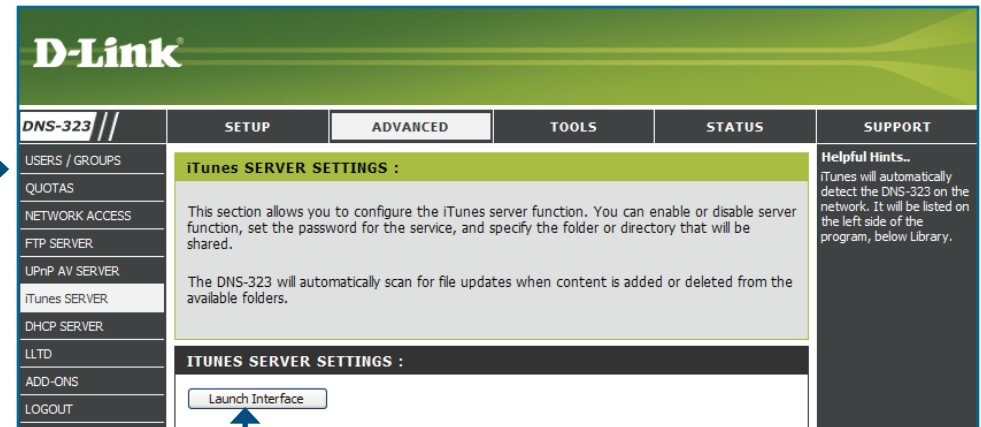 D-Link®
DNS-323
SETUP
ADVANCED
TOOLS
STATUS
SUPPORT
USERS / GROUPS
QUOTAS
NETWORK ACCESS
FTP SERVER
UPnP AV SERVER
iTunes SERVER
DHCP SERVER
LLTD
ADD-ONS
LOGOUT
iTunes SERVER SETTINGS :
This section allows you to configure the iTunes server function. You can enable or disable server
function, set the password for the service, and specify the folder or directory that will be
shared.
The DNS-323 will automatically scan for file updates when content is added or deleted from the
available folders.
ITUNES SERVER SETTINGS :
Launch Interface
Helpful Hints..
iTunes will automatically
detect the DNS-323 on the
network. It will be listed on
the left side of the
program, below Library.